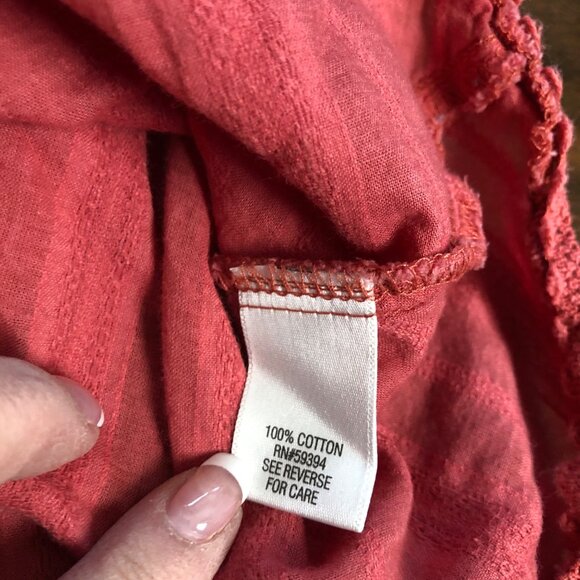 100% COTTON
RN#59394
SEE REVERSE
FOR CARE